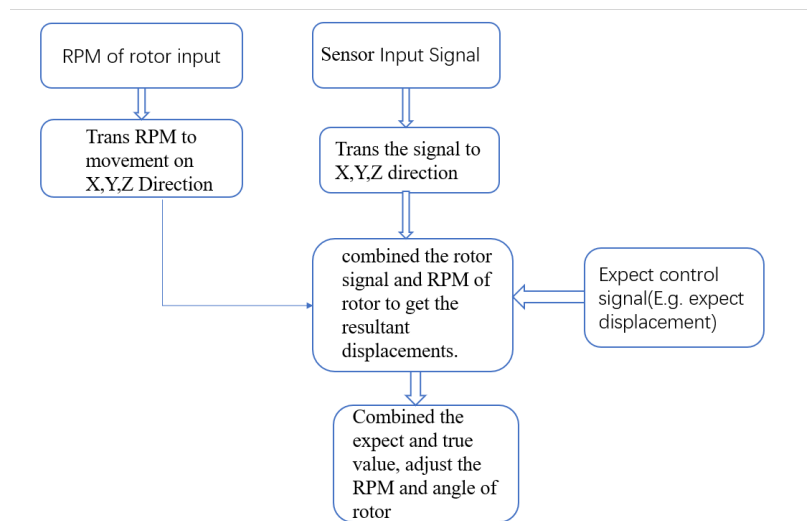 RPM of rotor input
Sensor Input Signal
Trans RPM to
movement on
X,Y,Z Direction
Trans the signal to
X,Y,Z direction
combined the rotor
signal and RPM of
rotor to get the
resultant
displacements.
Expect control
signal(E.g. expect
displacement)
Combined the
expect and true
value, adjust the
RPM and angle of
rotor